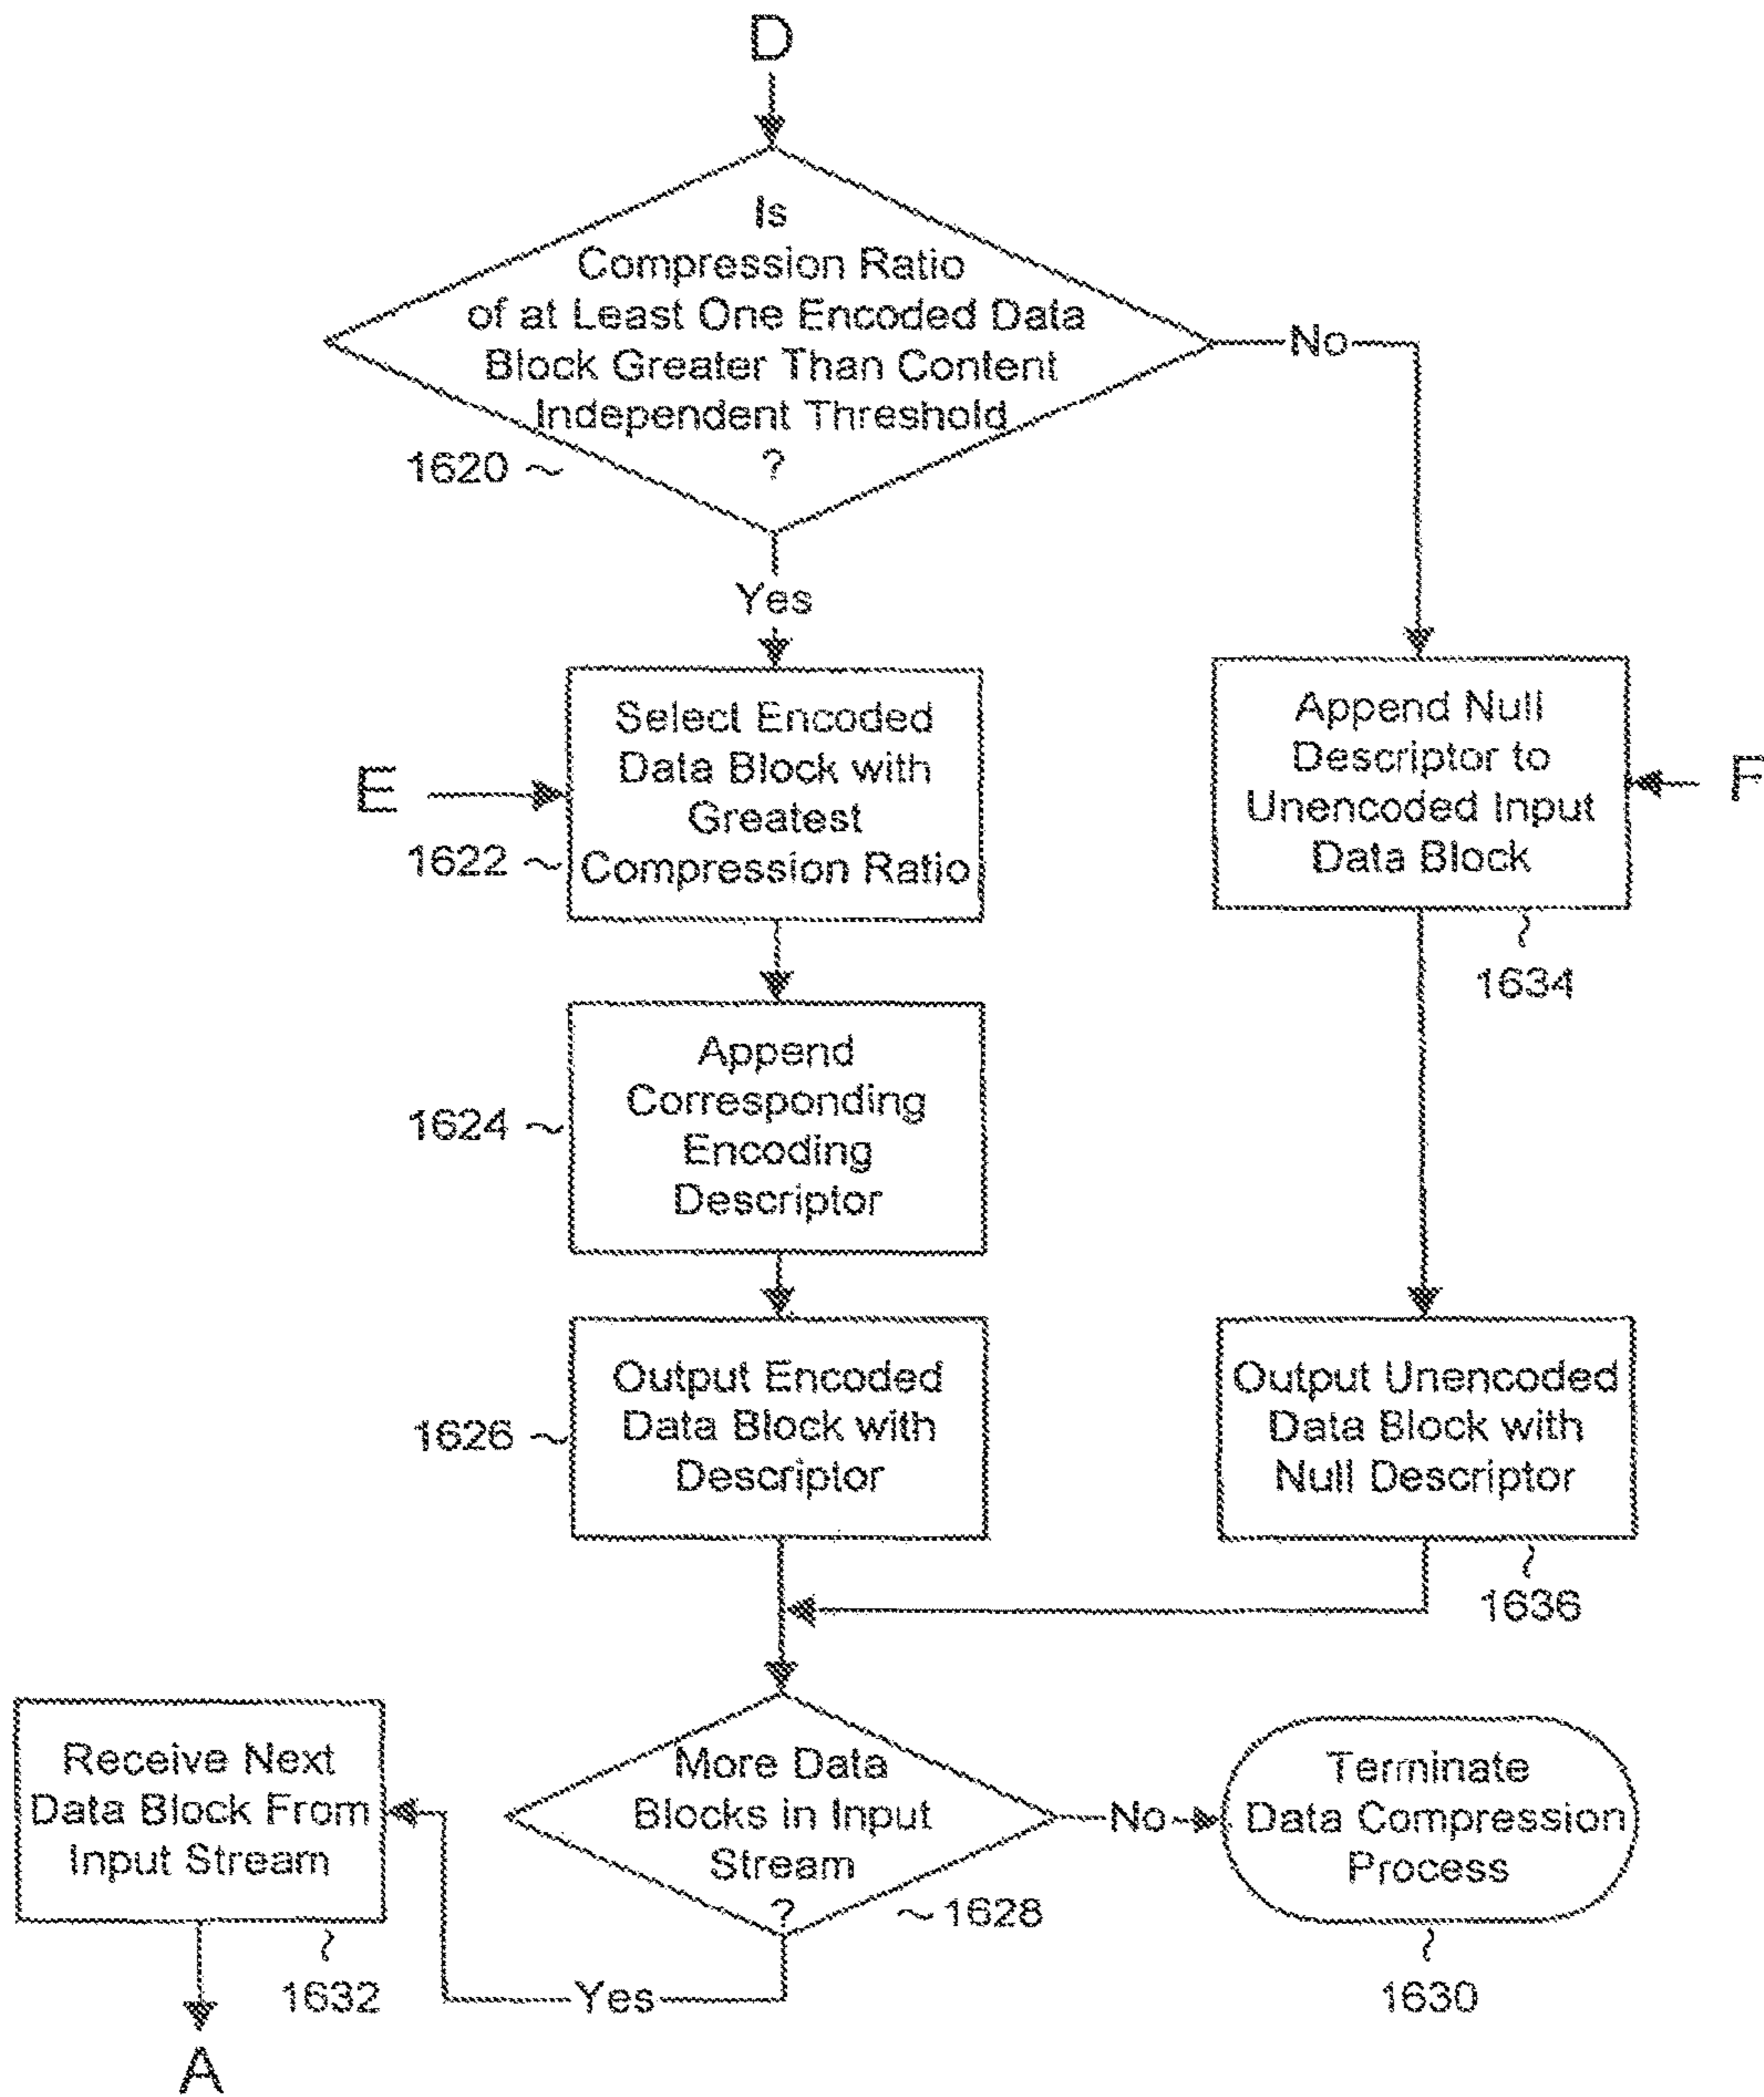 D
Is
Compression Ratio
of at Least One Encoded Data
Block Greater Than Content
Independent Threshold
?
1620
No
Yes
Select Encoded
Data Block with
Greatest
Compression Ratio
E
1622
Append Null
Descriptor to
Unencoded Input
Data Block
F
1634
Append
Corresponding
Encoding
Descriptor
1624
Output Encoded
Data Block with
Descriptor
1626
Output Unencoded
Data Block with
Null Descriptor
1636
Receive Next
Data Block From
Input Stream
1632
A
More Data
Blocks in Input
Stream
?
1628
Yes
No
Terminate
Data Compression
Process
1630